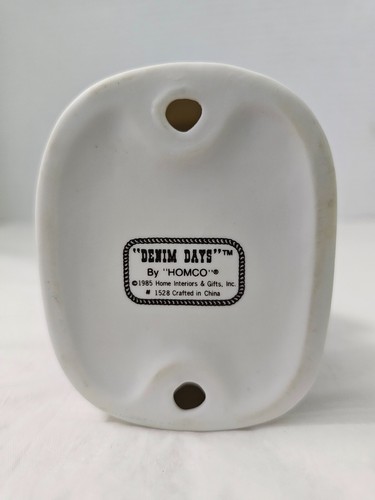 "DENIM DAYS"™
By "HOMCO"®
©1985 Home Interiors & Gifts, Inc.
# 1528 Crafted in China